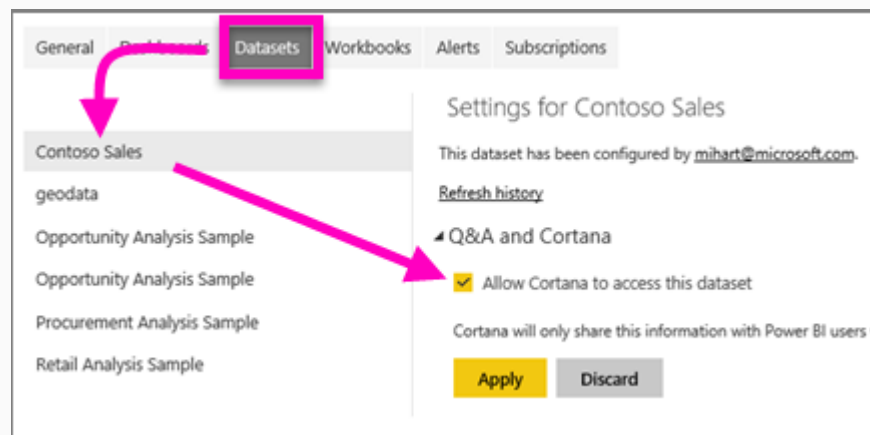 General Dashboards Datasets Workbooks Alerts Subscriptions
Settings for Contoso Sales
Contoso Sales
This dataset has been configured by mihart@microsoft.com.
geodata
Refresh history
Opportunity Analysis Sample
Q&A and Cortana
Opportunity Analysis Sample
Allow Cortana to access this dataset
Procurement Analysis Sample
Cortana will only share this information with Power BI users
Retail Analysis Sample
Apply Discard